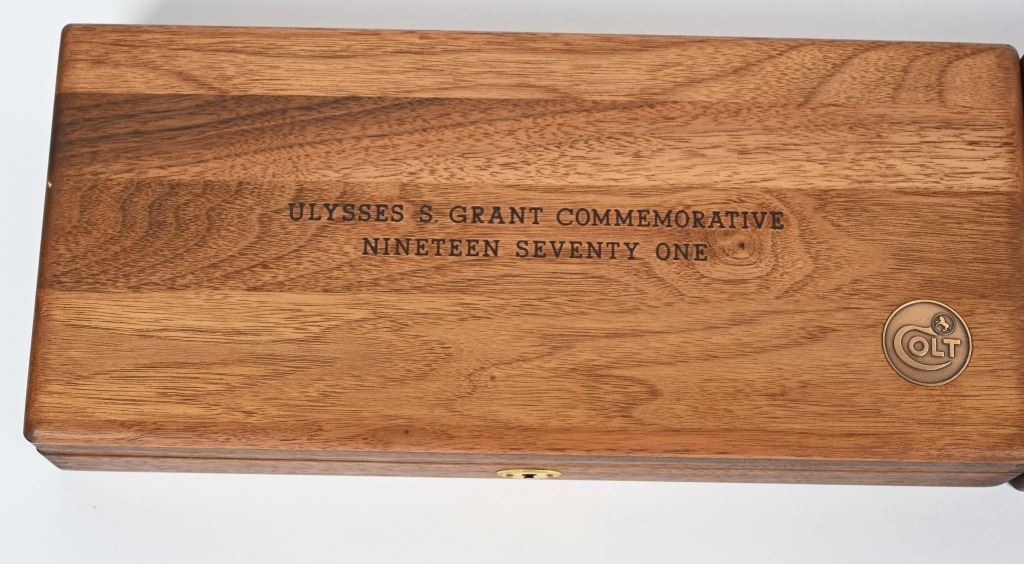 ULYSSES S. GRANT COMMEMORATIVE
NINETEEN SEVENTY ONE
COLT